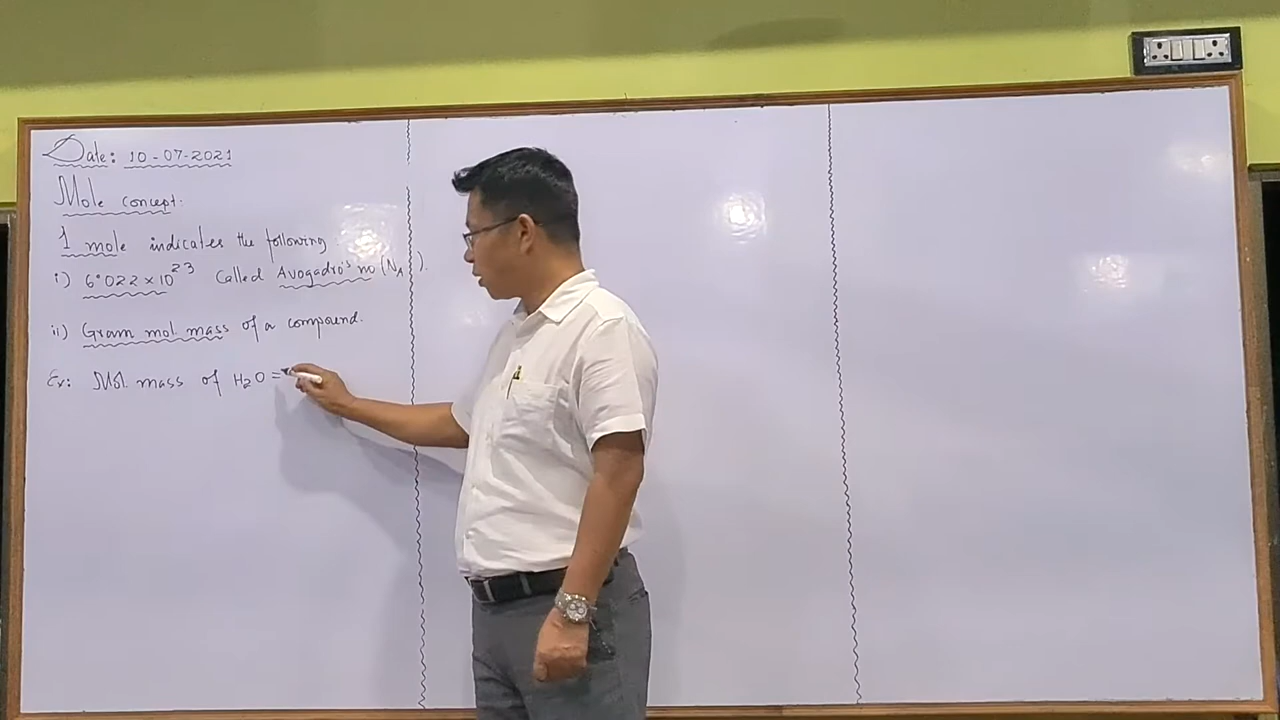 Date: 10-07-2021
Mole concept.
1 mole indicates the following
i) 6.022 x 10²³ called Avogadro's no (NA).
ii) Gram mol. mass of a compound.
Ex: Mol. mass of H₂O =